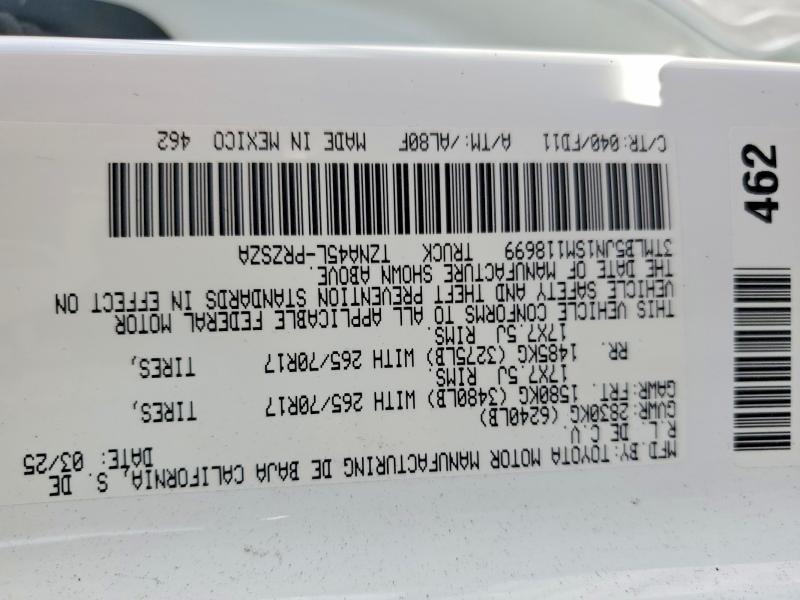 MFD.BY:TOYOTA MOTOR MANUFACTURING DE BAJA CALIFORNIA, S. DE
R.L. DE C.V. DATE: 03/25
GVWR:2830KG (6240LB)
GAWR:FRT. 1580KG (3480LB) WITH 265/70R17 TIRES,
17X7.5J RIMS.
RR. 1485KG (3275LB) WITH 265/70R17 TIRES,
17X7.5J RIMS.
THIS VEHICLE CONFORMS TO ALL APPLICABLE FEDERAL MOTOR
VEHICLE SAFETY AND THEFT PREVENTION STANDARDS IN EFFECT ON
THE DATE OF MANUFACTURE SHOWN ABOVE.
3TMLB5JN1SM118699 TRUCK TZNA45L-PRZSZA
C/TR:040/FD11 A/TM:/AL80F MADE IN MEXICO 462
462